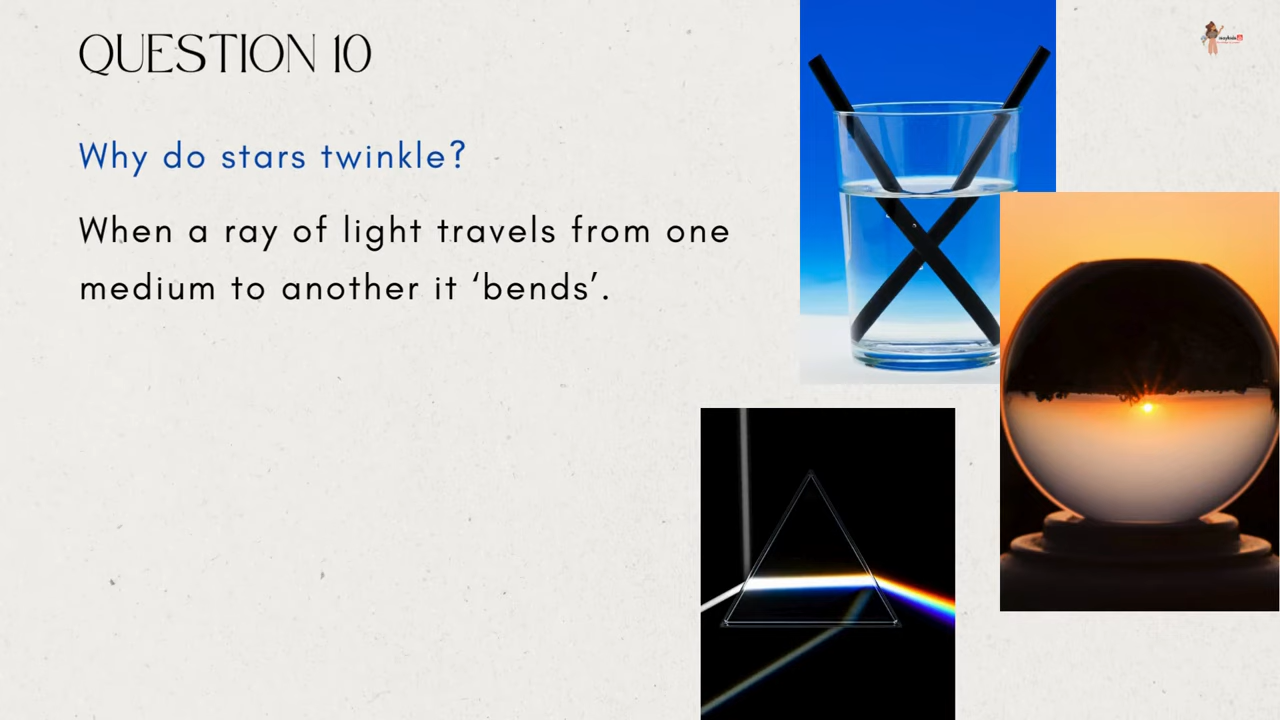 QUESTION 10
Why do stars twinkle?
When a ray of light travels from one
medium to another it ‘bends’.